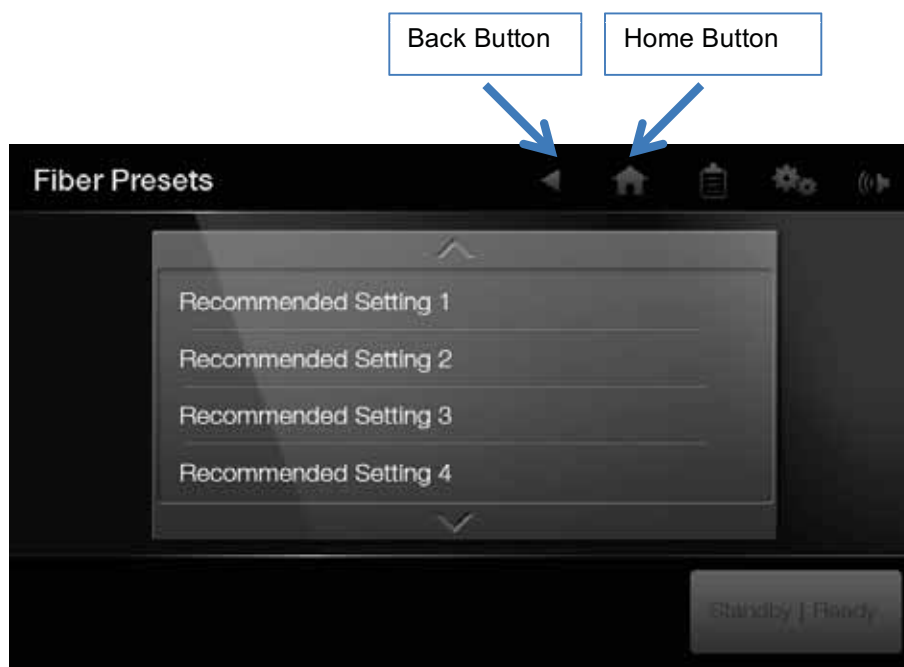 Back Button
Home Button
Fiber Presets
Recommended Setting 1
Recommended Setting 2
Recommended Setting 3
Recommended Setting 4
Standby | Ready